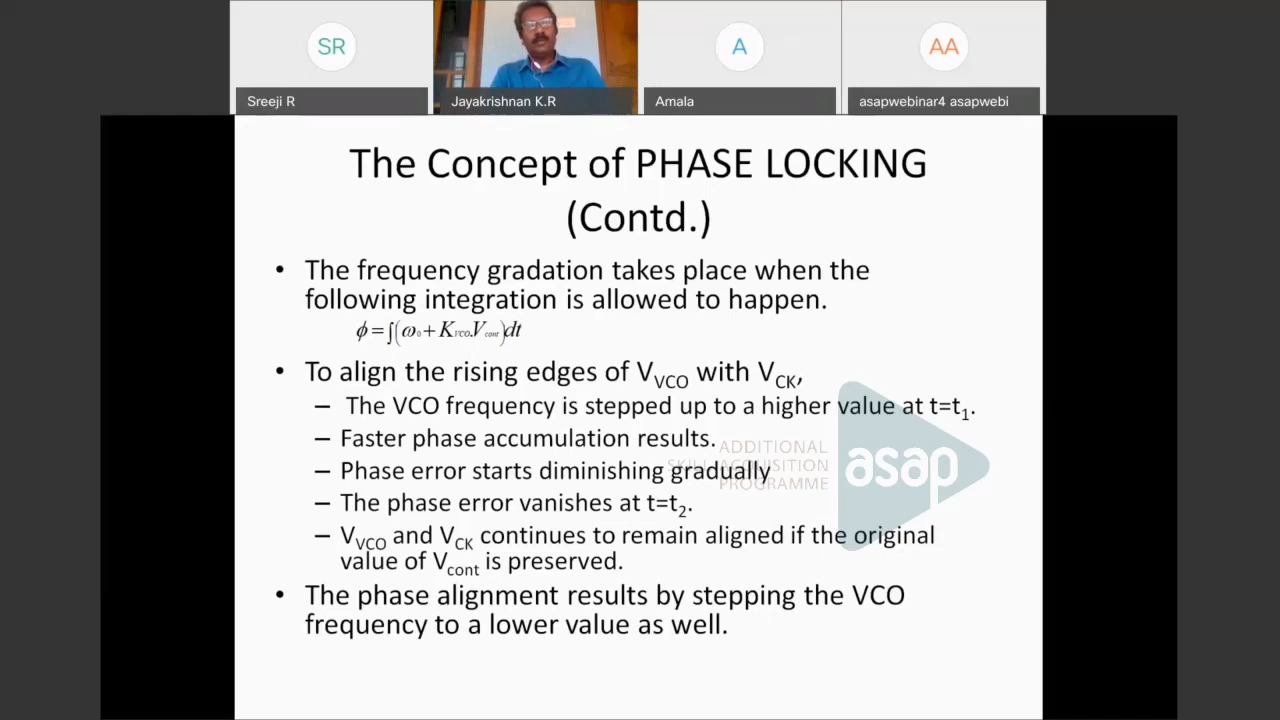 SR
A
AA
Sreeji R
Jayakrishnan K.R
Amala
asapwebinar4 asapwebi
The Concept of PHASE LOCKING
(Contd.)
• The frequency gradation takes place when the
following integration is allowed to happen.
ϕ=∫(ω₀+K_VCO.V_cont)dt
• To align the rising edges of V_VCO with V_CK,
– The VCO frequency is stepped up to a higher value at t=t₁.
– Faster phase accumulation results.
– Phase error starts diminishing gradually
– The phase error vanishes at t=t₂.
– V_VCO and V_CK continues to remain aligned if the original
value of V_cont is preserved.
• The phase alignment results by stepping the VCO
frequency to a lower value as well.
ADDITIONAL
SKILL ACQUISITION
PROGRAMME
asap